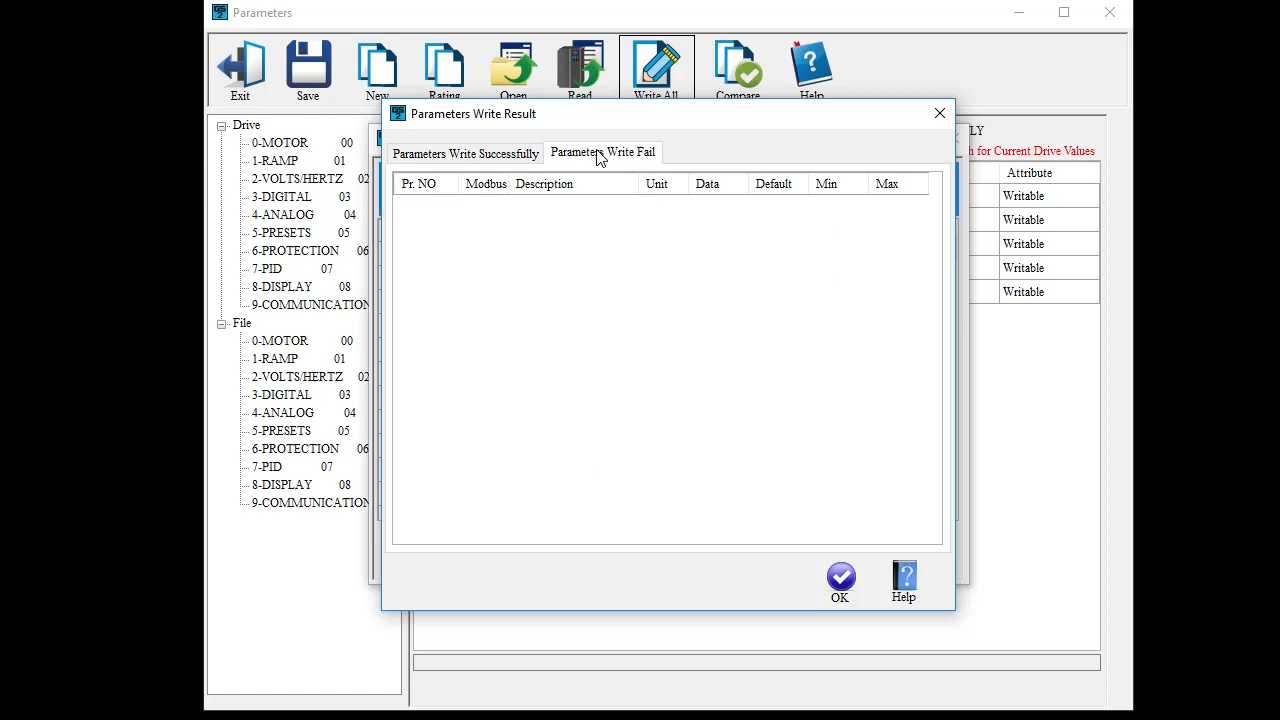 Parameters
Exit
Save
New
Rating
Open
Read
Write All
Compare
Help
Drive
0-MOTOR 00
1-RAMP 01
2-VOLTS/HERTZ 02
3-DIGITAL 03
4-ANALOG 04
5-PRESETS 05
6-PROTECTION 06
7-PID 07
8-DISPLAY 08
9-COMMUNICATION
File
0-MOTOR 00
1-RAMP 01
2-VOLTS/HERTZ 02
3-DIGITAL 03
4-ANALOG 04
5-PRESETS 05
6-PROTECTION 06
7-PID 07
8-DISPLAY 08
9-COMMUNICATION
Parameters Write Result
Parameters Write Successfully
Parameters Write Fail
Pr. NO Modbus Description Unit Data Default Min Max
OK
Help
LY
h for Current Drive Values
Attribute
Writable
Writable
Writable
Writable
Writable